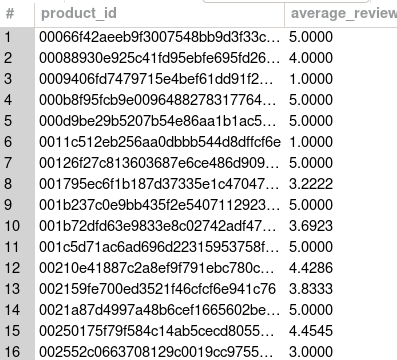 # product_id average_review
1 00066f42aeeb9f3007548bb9d3f33c... 5.0000
2 00088930e925c41fd95ebfe695fd26... 4.0000
3 0009406fd7479715e4bef61dd91f2... 1.0000
4 000b8f95fcb9e0096488278317764... 5.0000
5 000d9be29b5207b54e86aa1b1ac5... 5.0000
6 0011c512eb256aa0dbbb544d8dffcf6e 1.0000
7 00126f27c813603687e6ce486d909... 5.0000
8 001795ec6f1b187d37335e1c47047... 3.2222
9 001b237c0e9bb435f2e5407112923... 5.0000
10 001b72dfd63e9833e8c02742adf47... 3.6923
11 001c5d71ac6ad696d22315953758f... 5.0000
12 00210e41887c2a8ef9f791ebc780c... 4.4286
13 002159fe700ed3521f46cfcf6e941c76 3.8333
14 0021a87d4997a48b6cef1665602be... 5.0000
15 00250175f79f584c14ab5cecd8055... 4.4545
16 002552c0663708129c0019cc9755... 3.0000